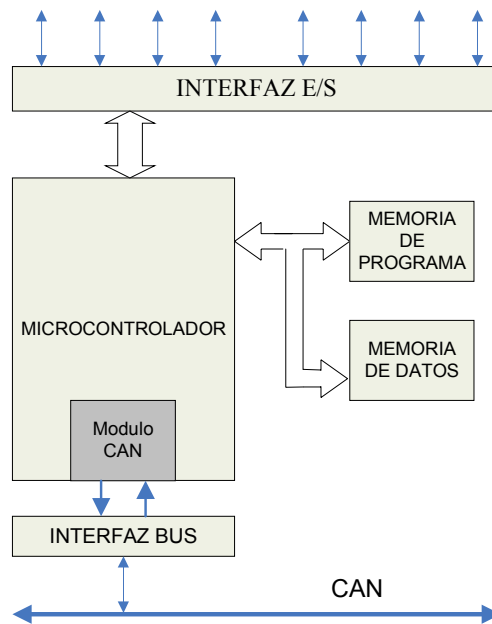 INTERFAZ E/S
MICROCONTROLADOR
MEMORIA
DE
PROGRAMA
MEMORIA
DE DATOS
Modulo
CAN
INTERFAZ BUS
CAN